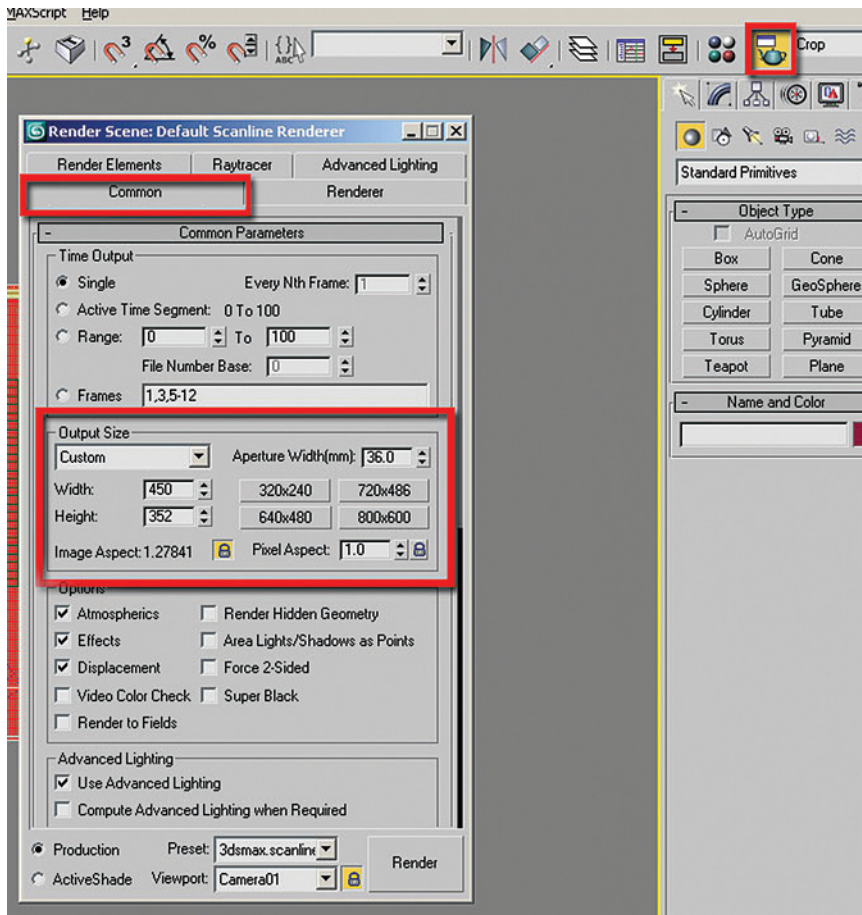 MAXScript Help
3 % {} ABC Crop
Render Scene: Default Scanline Renderer
Render Elements Raytracer Advanced Lighting
Common Renderer
- Common Parameters
Time Output
Single Every Nth Frame: 1
Active Time Segment: 0 To 100
Range: 0 To 100
File Number Base: 0
Frames 1,3,5-12
Output Size
Custom Aperture Width(mm): 36.0
Width: 450 320x240 720x486
Height: 352 640x480 800x600
Image Aspect: 1.27841 Pixel Aspect: 1.0
Options
Atmospherics Render Hidden Geometry
Effects Area Lights/Shadows as Points
Displacement Force 2-Sided
Video Color Check Super Black
Render to Fields
Advanced Lighting
Use Advanced Lighting
Compute Advanced Lighting when Required
Production Preset: 3dsmax.scanline
ActiveShade Viewport: Camera01
Render
Standard Primitives
- Object Type
AutoGrid
Box Cone
Sphere GeoSphere
Cylinder Tube
Torus Pyramid
Teapot Plane
- Name and Color